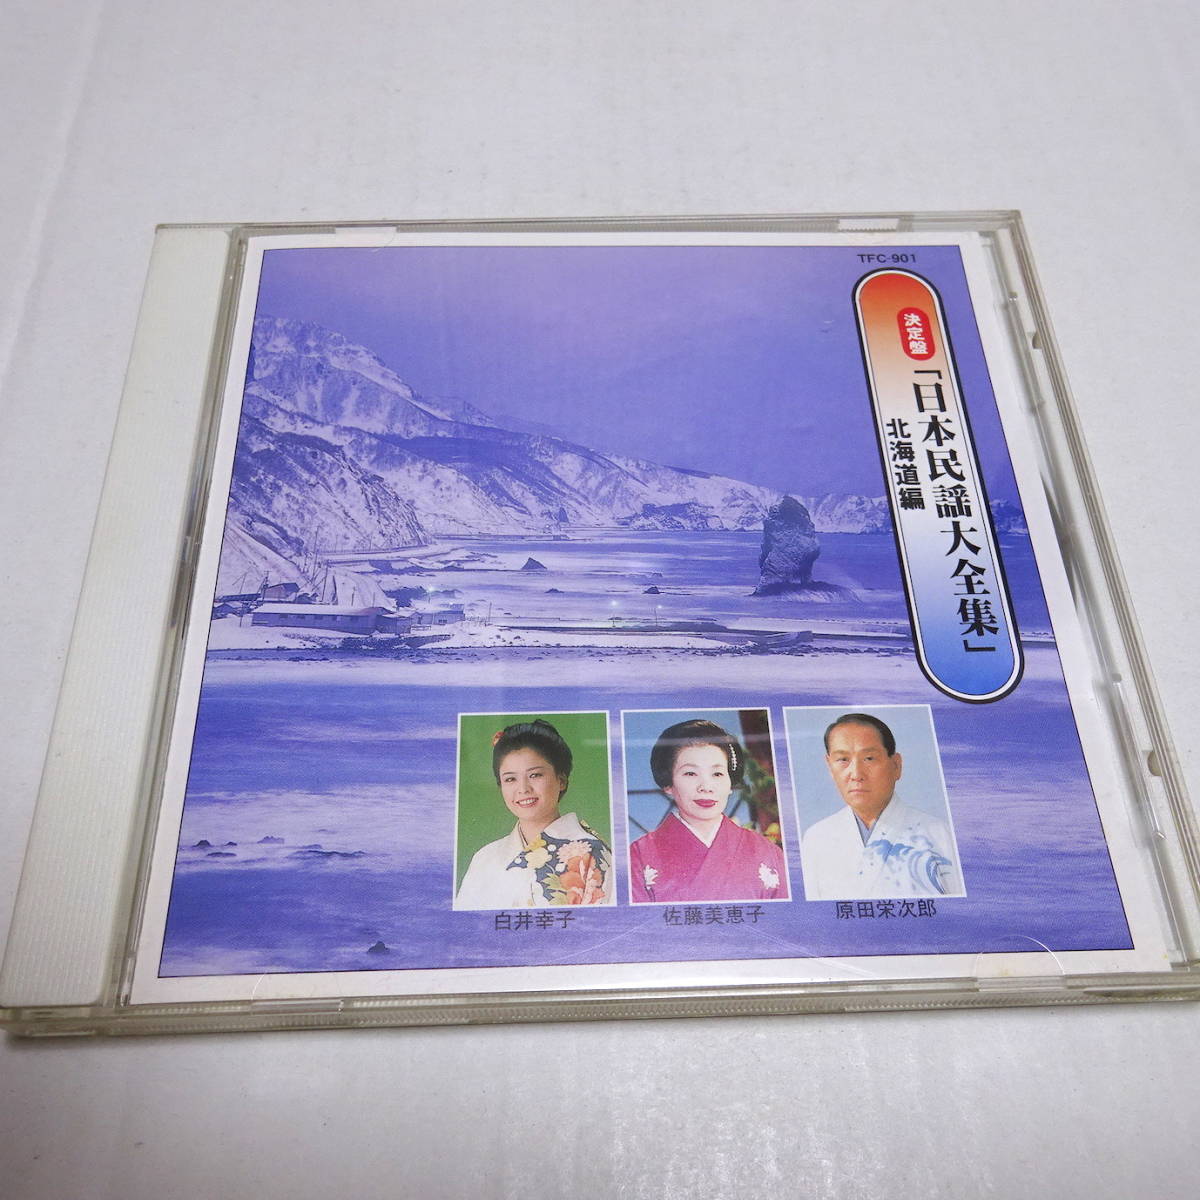 TFC-901
決定盤
「日本民謡大全集」
北海道編
白井幸子
佐藤美恵子
原田栄次郎